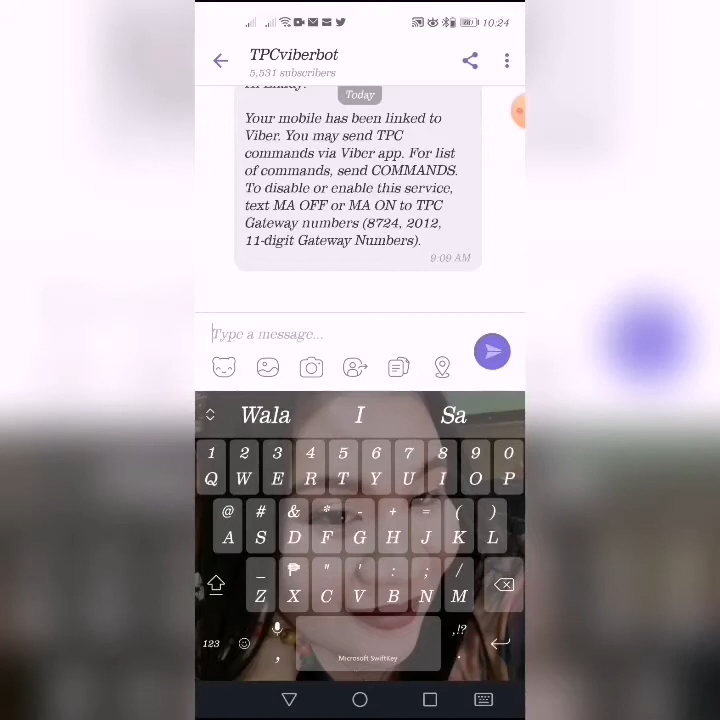 10:24
TPCviberbot
5,531 subscribers
Today
Your mobile has been linked to
Viber. You may send TPC
commands via Viber app. For list
of commands, send COMMANDS.
To disable or enable this service,
text MA OFF or MA ON to TPC
Gateway numbers (8724, 2012,
11-digit Gateway Numbers).
9:09 AM
Type a message...
Wala I Sa
1 2 3 4 5 6 7 8 9 0
Q W E R T Y U I O P
@ # & * - + = ( )
A S D F G H J K L
_ ₱ " ' : ; /
Z X C V B N M
,!?
123 , .
Microsoft SwiftKey